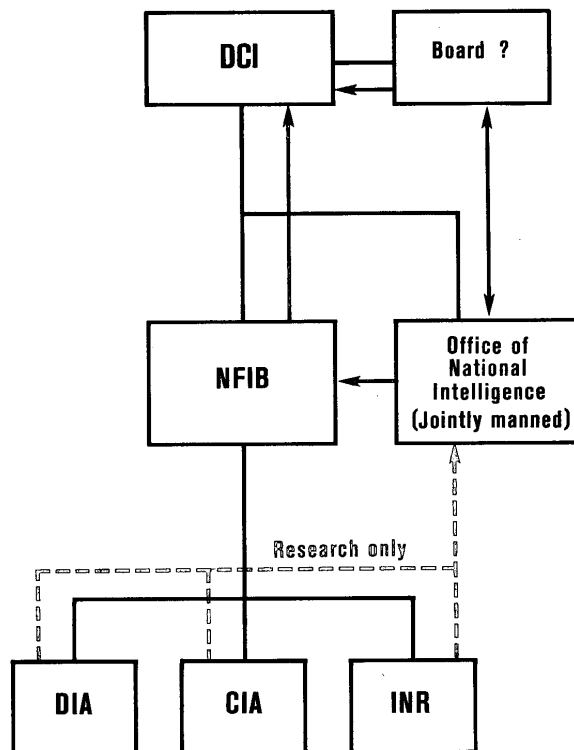 DCI
Board ?
NFIB
Office of
National
Intelligence
(Jointly manned)
Research only
DIA
CIA
INR